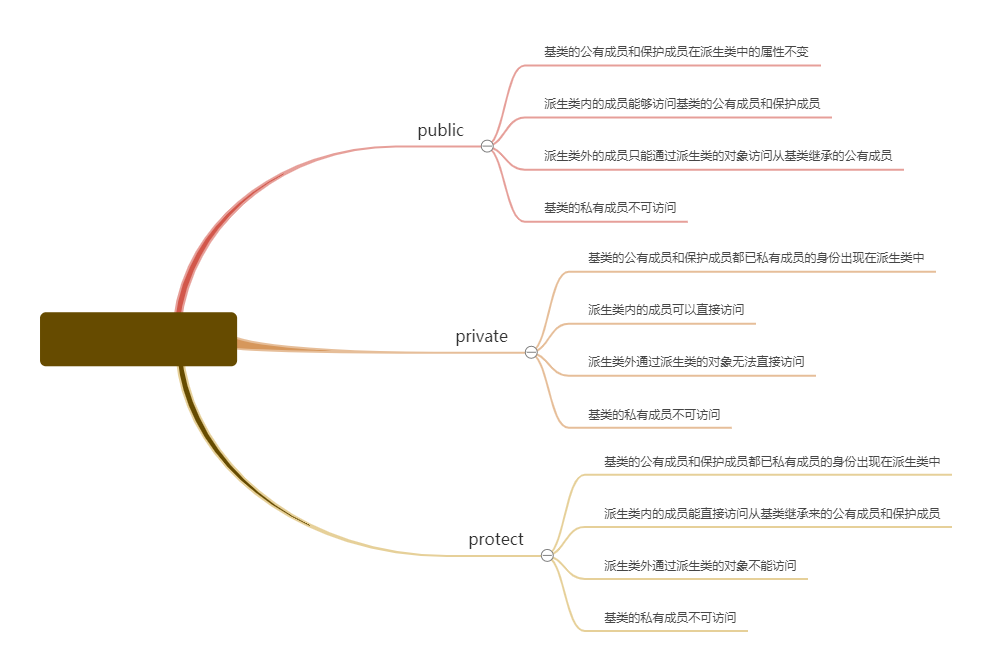 public
基类的公有成员和保护成员在派生类中的属性不变
派生类内的成员能够访问基类的公有成员和保护成员
派生类外的成员只能通过派生类的对象访问从基类继承的公有成员
基类的私有成员不可访问
private
基类的公有成员和保护成员都已私有成员的身份出现在派生类中
派生类内的成员可以直接访问
派生类外通过派生类的对象无法直接访问
基类的私有成员不可访问
protect
基类的公有成员和保护成员都已私有成员的身份出现在派生类中
派生类内的成员能直接访问从基类继承来的公有成员和保护成员
派生类外通过派生类的对象不能访问
基类的私有成员不可访问